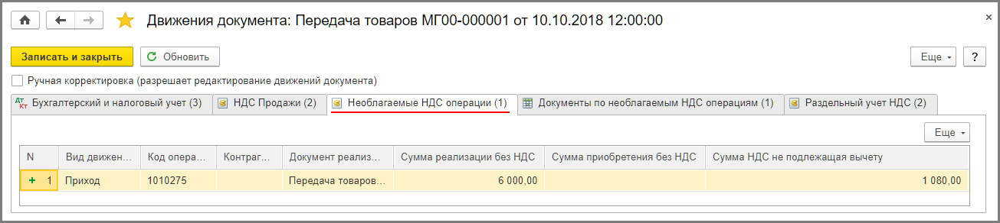 Движения документа: Передача товаров МГ00-000001 от 10.10.2018 12:00:00
Записать и закрыть Обновить Еще ?
Ручная корректировка (разрешает редактирование движений документа)
Дт Кт Бухгалтерский и налоговый учет (3) НДС Продажи (2) Необлагаемые НДС операции (1) Документы по необлагаемым НДС операциям (1) Раздельный учет НДС (2)
Еще
N Вид движен... Код опера... Контраг... Документ реализ... Сумма реализации без НДС Сумма приобретения без НДС Сумма НДС не подлежащая вычету
1 Приход 1010275 Передача товаров... 6 000,00 1 080,00